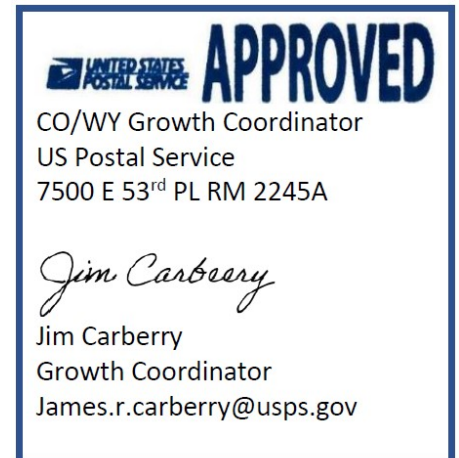 UNITED STATES
POSTAL SERVICE
APPROVED
CO/WY Growth Coordinator
US Postal Service
7500 E 53rd PL RM 2245A
Jim Carberry
Jim Carberry
Growth Coordinator
James.r.carberry@usps.gov